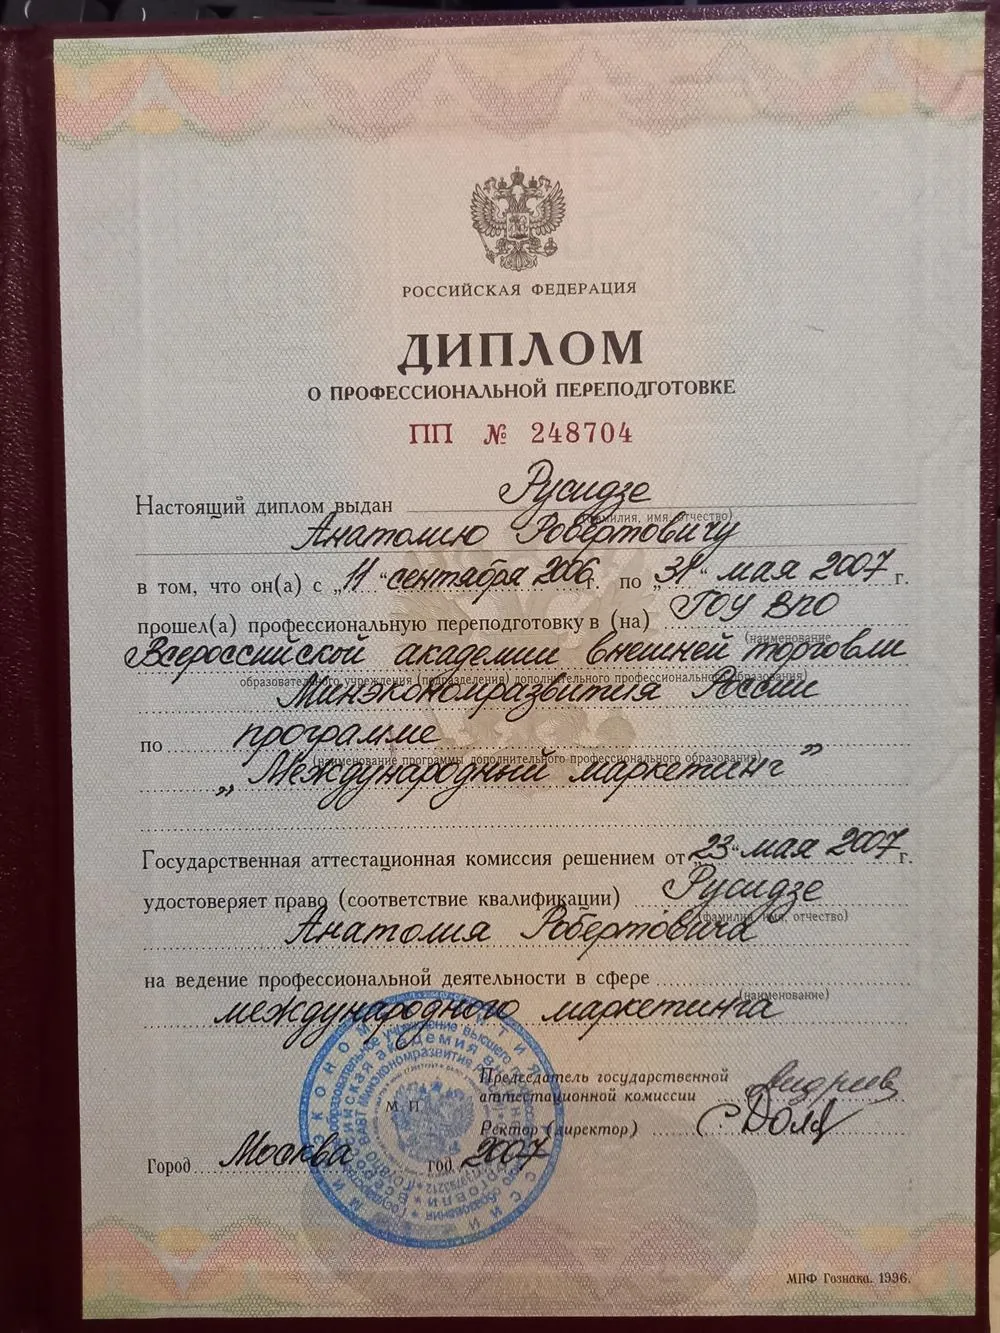 РОССИЙСКАЯ ФЕДЕРАЦИЯ
ДИПЛОМ
О ПРОФЕССИОНАЛЬНОЙ ПЕРЕПОДГОТОВКЕ
ПП № 248704
Настоящий диплом выдан Русидзе
(фамилия, имя, отчество)
Анатолию Робертовичу
в том, что он(а) с „11“ сентября 2006 г. по „31“ мая 2007 г.
прошел(а) профессиональную переподготовку в (на) ГОУ ВПО
(наименование
Всероссийской академии внешней торговли
образовательного учреждения (подразделения) дополнительного профессионального образования)
Минэкономразвития России
по программе
(наименование программы дополнительного профессионального образования)
„Международный маркетинг”
Государственная аттестационная комиссия решением от „23“ мая 2007 г.
удостоверяет право (соответствие квалификации) Русидзе
(фамилия, имя, отчество)
Анатолия Робертовича
на ведение профессиональной деятельности в сфере
(наименование)
международного маркетинга
Председатель государственной
аттестационной комиссии
М. П.
Ректор (директор)
Город Москва год 2007
МПФ Гознака. 1996.